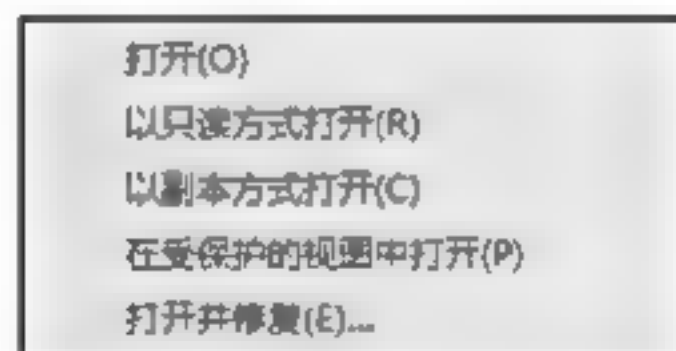 打开(O)
以只读方式打开(R)
以副本方式打开(C)
在受保护的视图中打开(P)
打开并修复(E)...